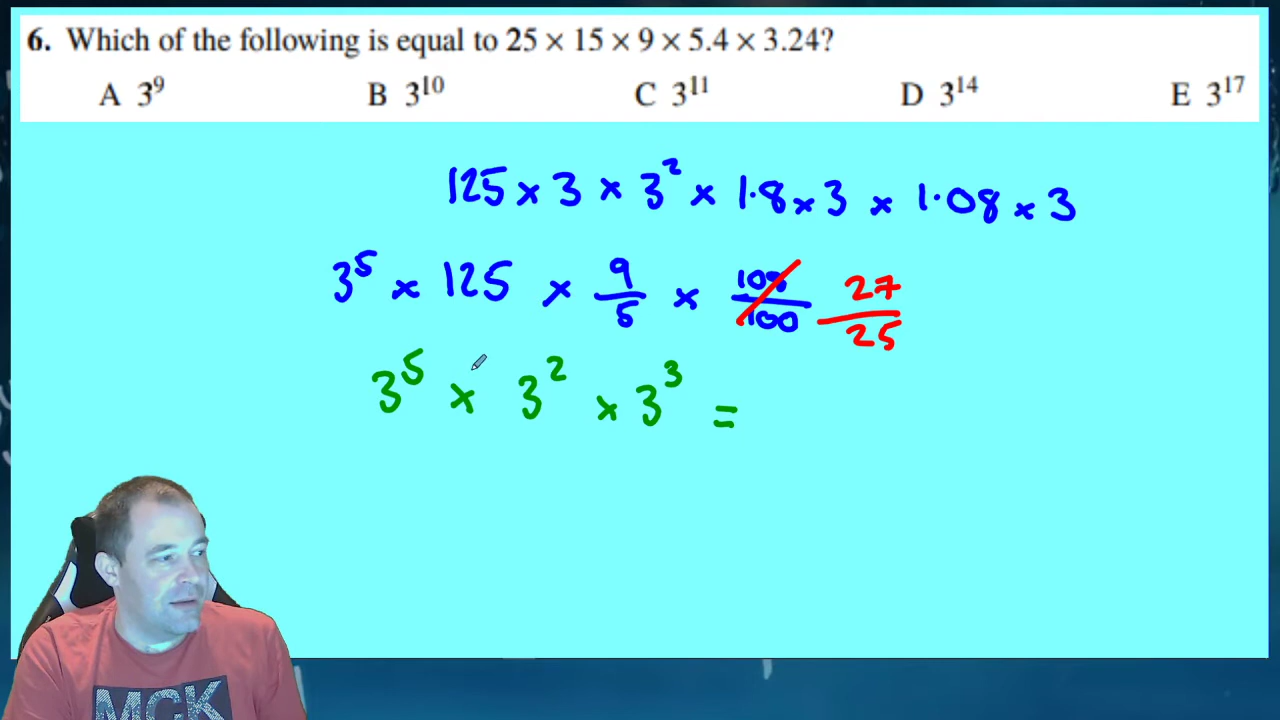 6. Which of the following is equal to 25 × 15 × 9 × 5.4 × 3.24?
A 3⁹ B 3¹⁰ C 3¹¹ D 3¹⁴ E 3¹⁷
125 × 3 × 3² × 1·8 × 3 × 1·08 × 3
3⁵ × 125 × 9/5 × 108/100 27/25
3⁵ × 3² × 3³ =
MCK